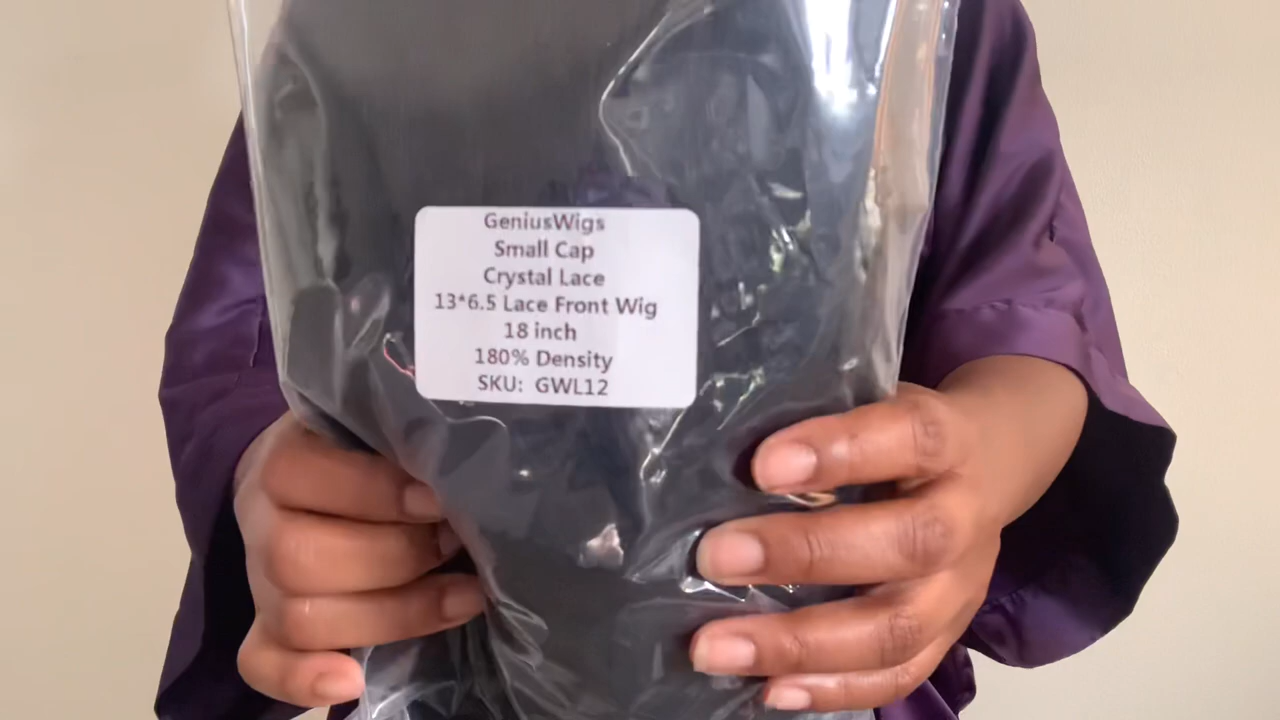 GeniusWigs
Small Cap
Crystal Lace
13*6.5 Lace Front Wig
18 inch
180% Density
SKU: GWL12